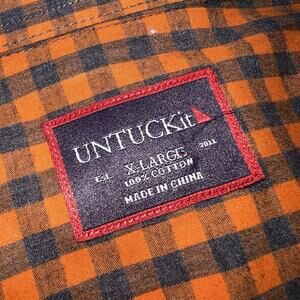 UNTUCKit
EST. X-LARGE 2011
100% COTTON
MADE IN CHINA